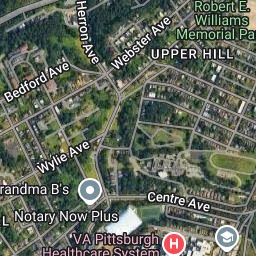 Robert E.
Williams
Memorial Pa
Herron Ave
Webster Ave
UPPER HILL
Bedford Ave
Wylie Ave
randma B's
Centre Ave
Notary Now Plus
L
VA Pittsburgh
Healthcare System
H